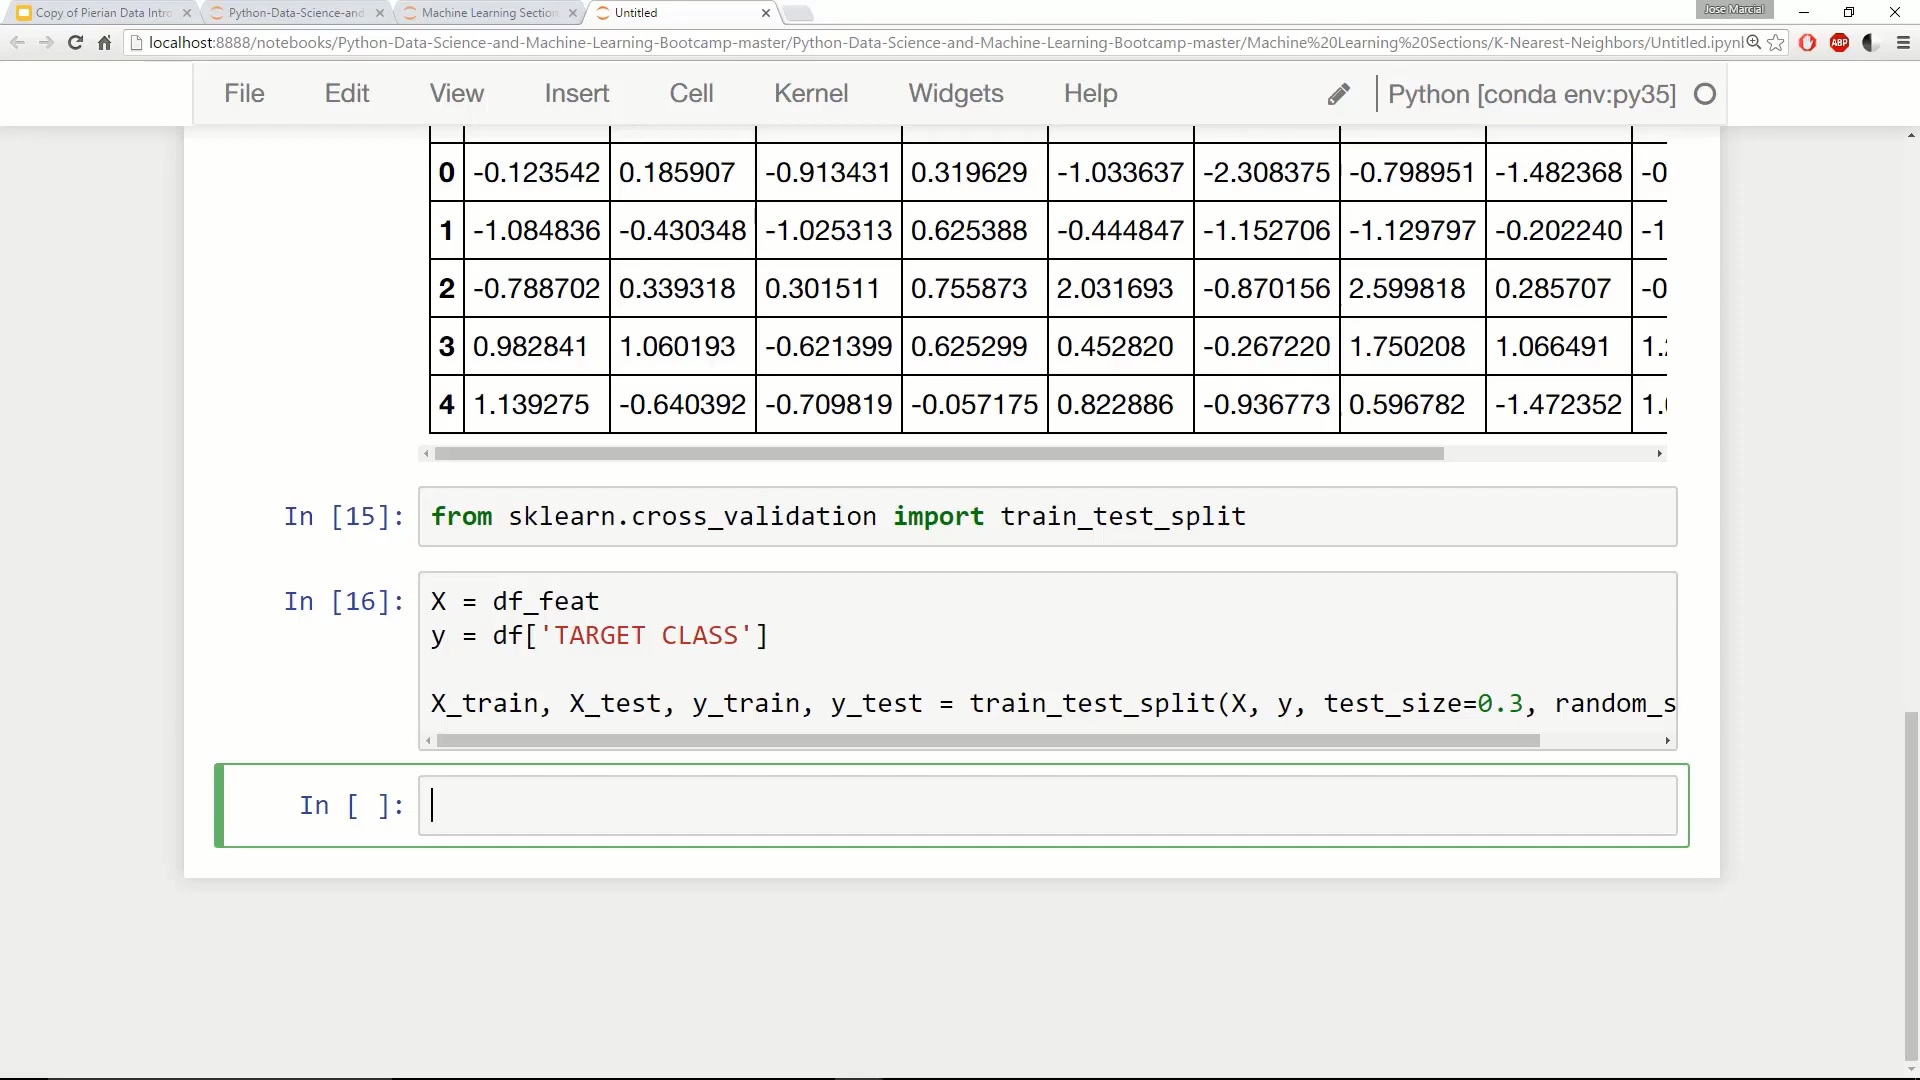 Copy of Pierian Data Intro
Python-Data-Science-and
Machine Learning Section
Untitled
Jose Marcial
localhost:8888/notebooks/Python-Data-Science-and-Machine-Learning-Bootcamp-master/Python-Data-Science-and-Machine-Learning-Bootcamp-master/Machine%20Learning%20Sections/K-Nearest-Neighbors/Untitled.ipynb
ABP
File Edit View Insert Cell Kernel Widgets Help Python [conda env:py35]
0 -0.123542 0.185907 -0.913431 0.319629 -1.033637 -2.308375 -0.798951 -1.482368 -0
1 -1.084836 -0.430348 -1.025313 0.625388 -0.444847 -1.152706 -1.129797 -0.202240 -1
2 -0.788702 0.339318 0.301511 0.755873 2.031693 -0.870156 2.599818 0.285707 -0
3 0.982841 1.060193 -0.621399 0.625299 0.452820 -0.267220 1.750208 1.066491 1.
4 1.139275 -0.640392 -0.709819 -0.057175 0.822886 -0.936773 0.596782 -1.472352 1.
In [15]: from sklearn.cross_validation import train_test_split
In [16]: X = df_feat
y = df['TARGET CLASS']
X_train, X_test, y_train, y_test = train_test_split(X, y, test_size=0.3, random_s
In [ ]: